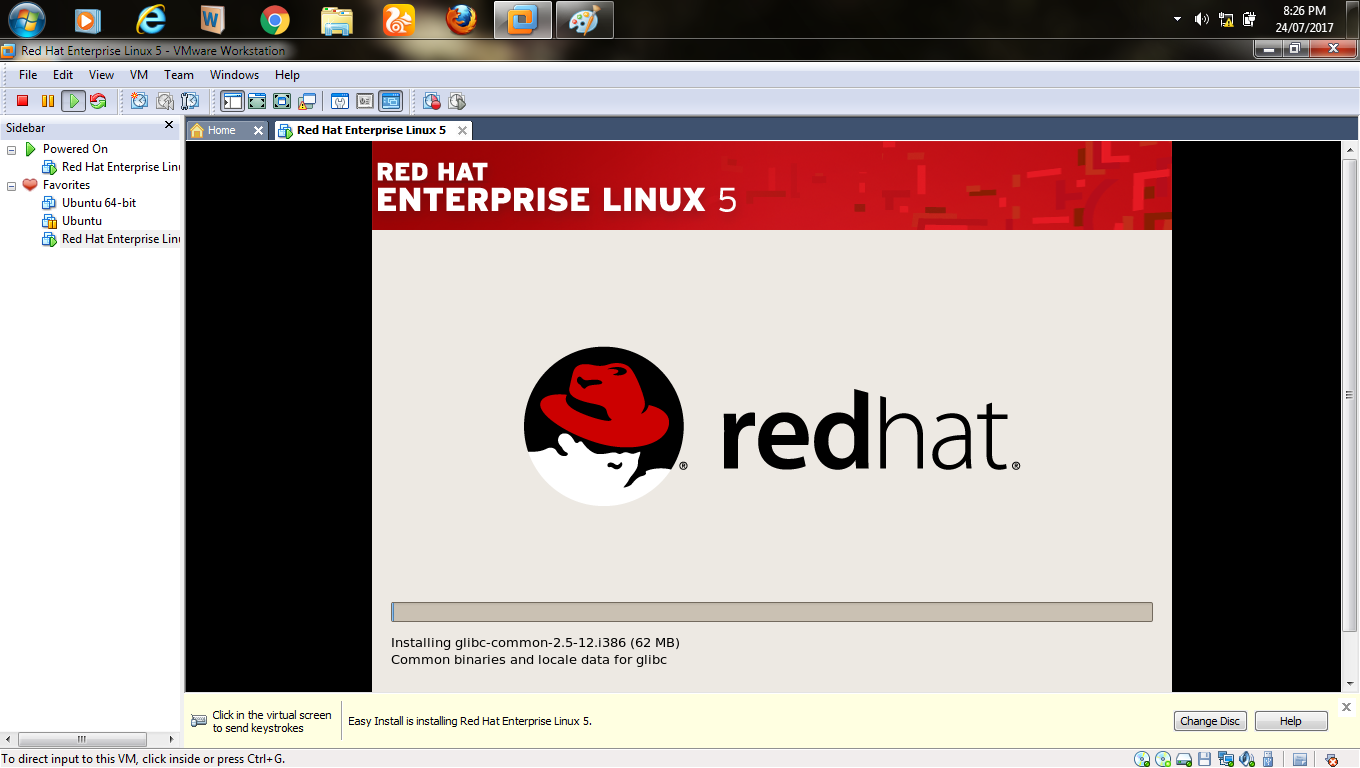 8:26 PM
24/07/2017
Red Hat Enterprise Linux 5 - VMware Workstation
File Edit View VM Team Windows Help
Sidebar
Home
Red Hat Enterprise Linux 5
Powered On
Red Hat Enterprise Linu
Favorites
Ubuntu 64-bit
Ubuntu
Red Hat Enterprise Linu
RED HAT
ENTERPRISE LINUX 5
redhat®
Installing glibc-common-2.5-12.i386 (62 MB)
Common binaries and locale data for glibc
Click in the virtual screen
to send keystrokes
Easy Install is installing Red Hat Enterprise Linux 5.
Change Disc
Help
To direct input to this VM, click inside or press Ctrl+G.